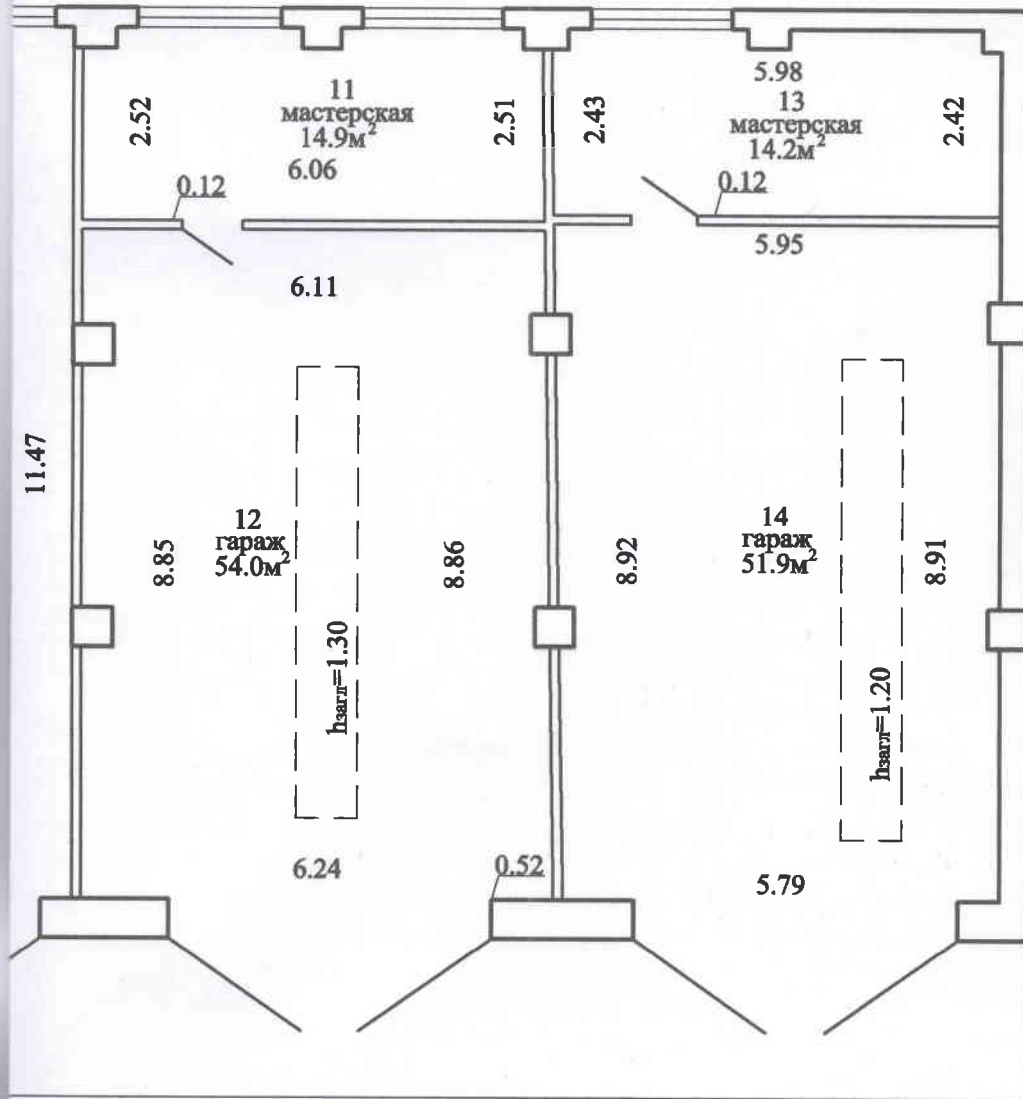 11
мастерская
14.9м²
6.06
2.52
2.51
0.12
5.98
13
мастерская
14.2м²
2.43
2.42
0.12
5.95
6.11
11.47
12
гараж
54.0м²
8.85
8.86
hзагл=1.30
6.24
0.52
14
гараж
51.9м²
8.92
8.91
hзагл=1.20
5.79